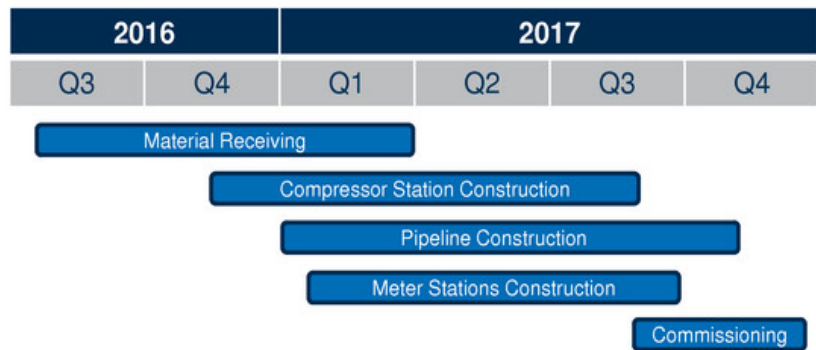 2016 2017
Q3 Q4 Q1 Q2 Q3 Q4
Material Receiving
Compressor Station Construction
Pipeline Construction
Meter Stations Construction
Commissioning